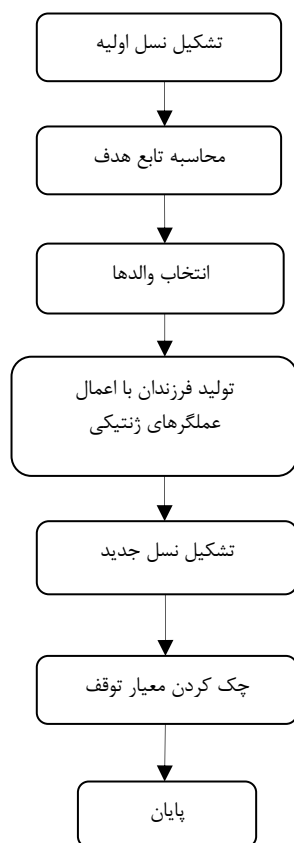 تشکیل نسل اولیه
محاسبه تابع هدف
انتخاب والدها
تولید فرزندان با اعمال
عملگرهای ژنتیکی
تشکیل نسل جدید
چک کردن معیار توقف
پایان